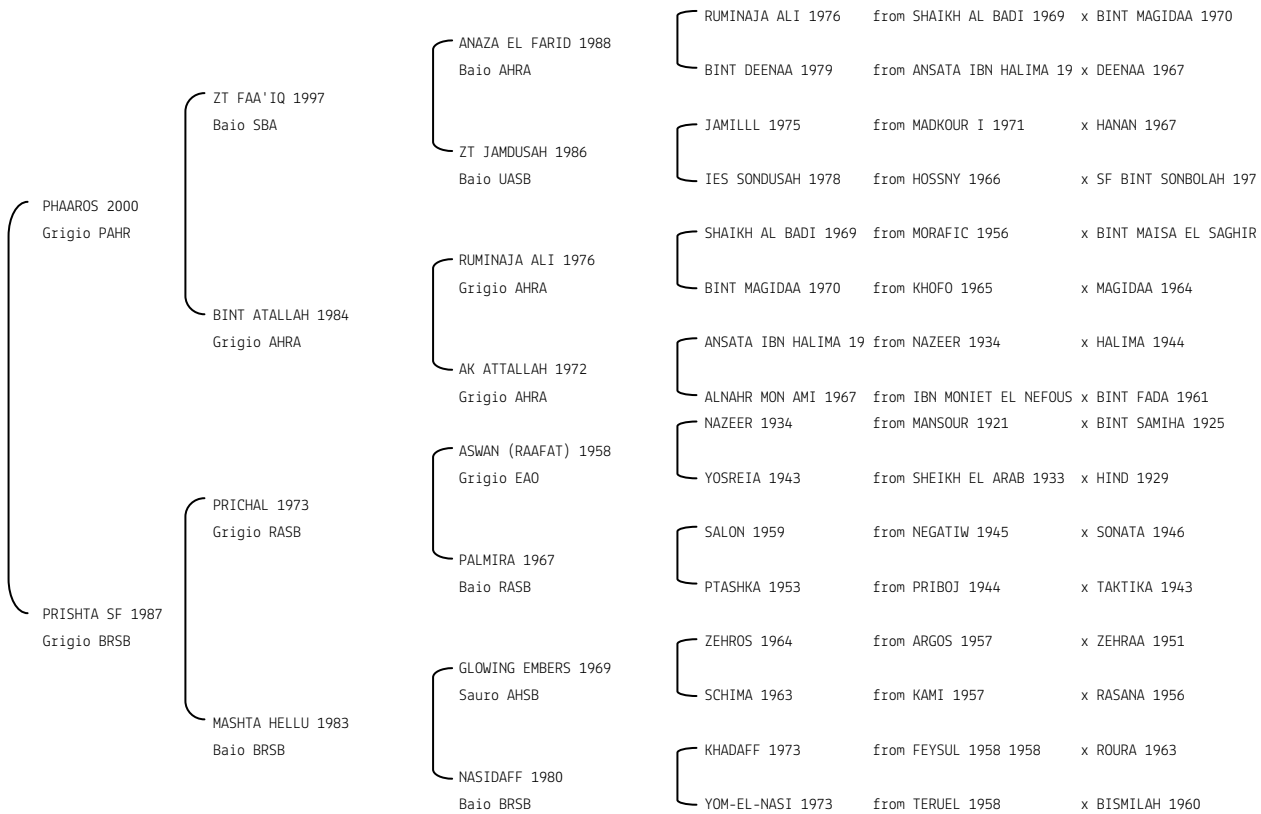 RUMINAJA ALI 1976 from SHAIKH AL BADI 1969 x BINT MAGIDAA 1970
ANAZA EL FARID 1988
Baio AHRA
BINT DEENAA 1979 from ANSATA IBN HALIMA 19 x DEENAA 1967
ZT FAA'IQ 1997
Baio SBA
JAMILLL 1975 from MADKOUR I 1971 x HANAN 1967
ZT JAMDUSAH 1986
Baio UASB
IES SONDUSAH 1978 from HOSSNY 1966 x SF BINT SONBOLAH 197
PHAAROS 2000
Grigio PAHR
SHAIKH AL BADI 1969 from MORAFIC 1956 x BINT MAISA EL SAGHIR
RUMINAJA ALI 1976
Grigio AHRA
BINT MAGIDAA 1970 from KHOFO 1965 x MAGIDAA 1964
BINT ATALLAH 1984
Grigio AHRA
ANSATA IBN HALIMA 19 from NAZEER 1934 x HALIMA 1944
AK ATTALLAH 1972
Grigio AHRA
ALNAHR MON AMI 1967 from IBN MONIET EL NEFOUS x BINT FADA 1961
NAZEER 1934 from MANSOUR 1921 x BINT SAMIHA 1925
ASWAN (RAAFAT) 1958
Grigio EAO
YOSREIA 1943 from SHEIKH EL ARAB 1933 x HIND 1929
PRICHAL 1973
Grigio RASB
SALON 1959 from NEGATIW 1945 x SONATA 1946
PALMIRA 1967
Baio RASB
PTASHKA 1953 from PRIBOJ 1944 x TAKTIKA 1943
PRISHTA SF 1987
Grigio BRSB
ZEHROS 1964 from ARGOS 1957 x ZEHRAA 1951
GLOWING EMBERS 1969
Sauro AHSB
SCHIMA 1963 from KAMI 1957 x RASANA 1956
MASHTA HELLU 1983
Baio BRSB
KHADAFF 1973 from FEYSUL 1958 1958 x ROURA 1963
NASIDAFF 1980
Baio BRSB
YOM-EL-NASI 1973 from TERUEL 1958 x BISMILAH 1960